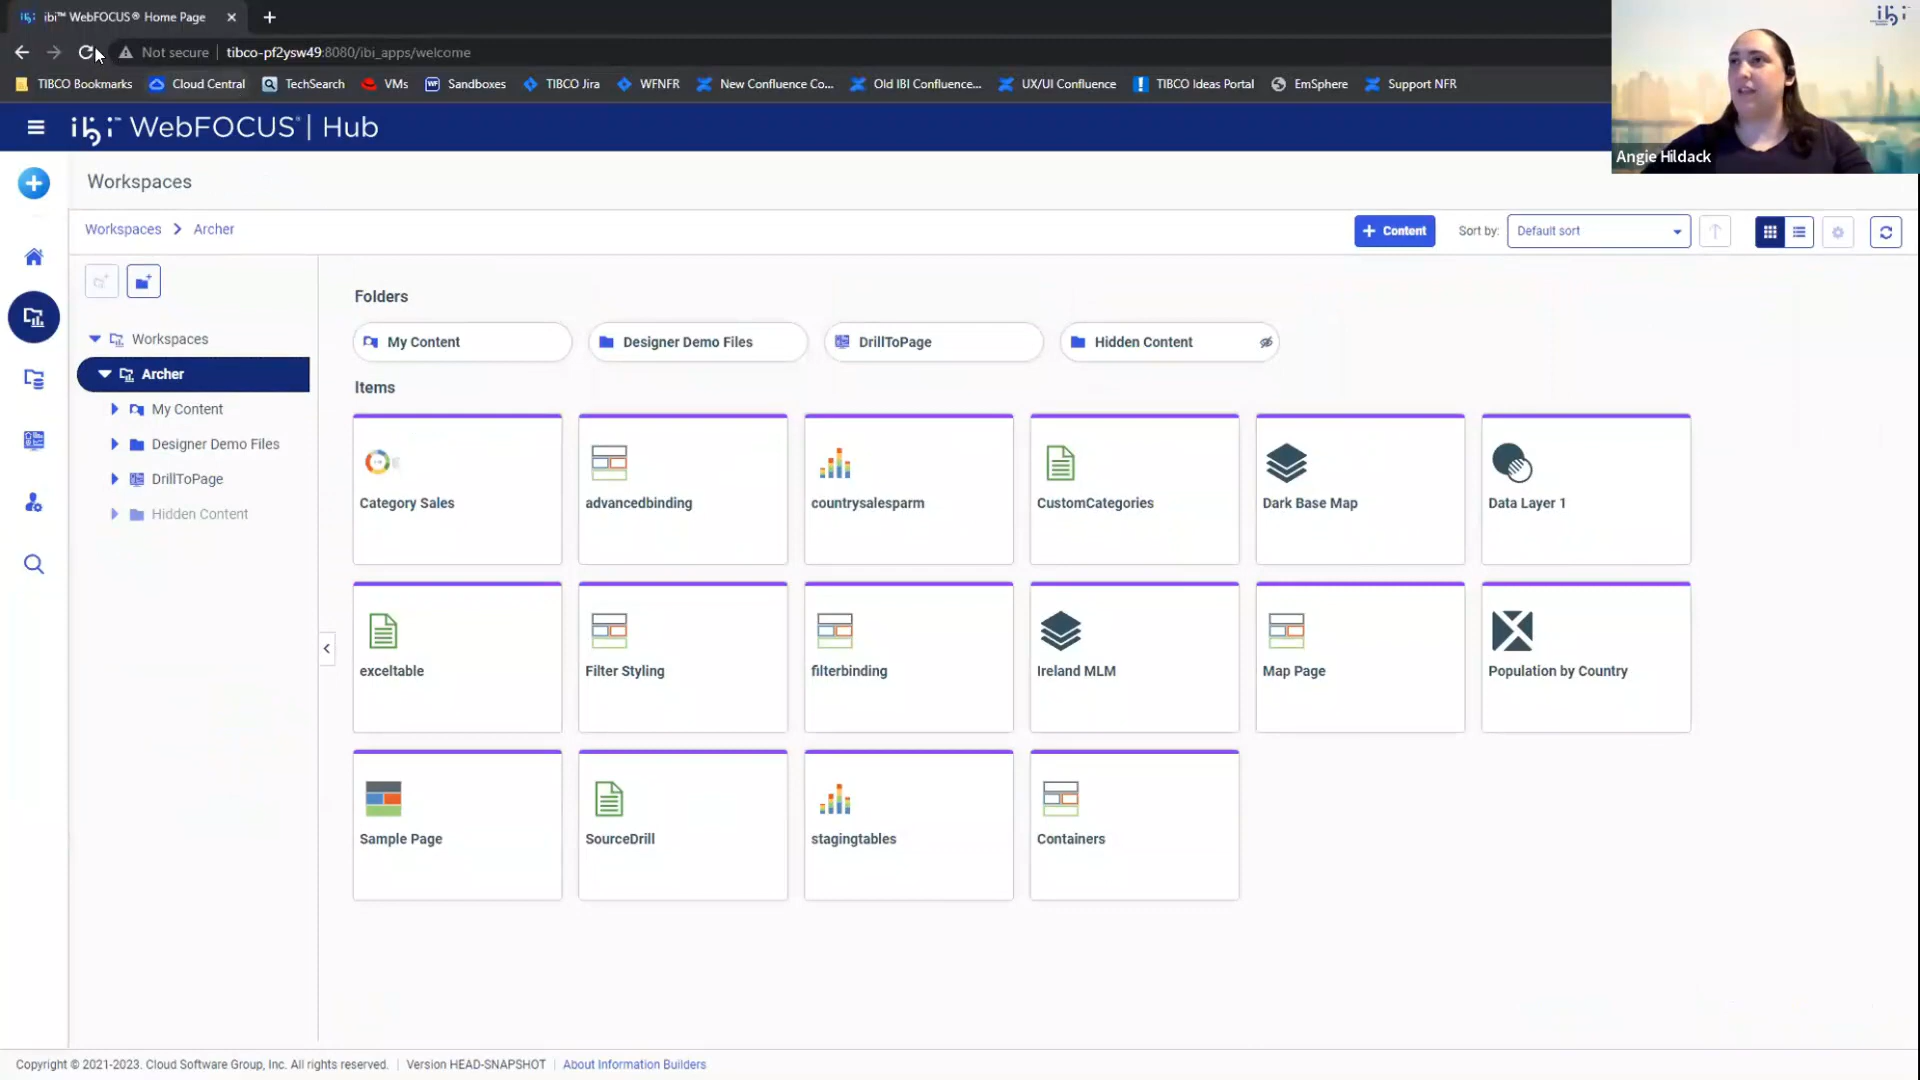 ibi™ WebFOCUS® Home Page
Not secure
tibco-pf2ysw49:8080/ibi_apps/welcome
TIBCO Bookmarks
Cloud Central
TechSearch
VMs
Sandboxes
TIBCO Jira
WFNFR
New Confluence Co...
Old IBI Confluence...
UX/UI Confluence
TIBCO Ideas Portal
EmSphere
Support NFR
ibi
Angie Hildack
ibi™ WebFOCUS® | Hub
Workspaces
Workspaces > Archer
+ Content
Sort by:
Default sort
Workspaces
Archer
My Content
Designer Demo Files
DrillToPage
Hidden Content
Folders
My Content
Designer Demo Files
DrillToPage
Hidden Content
Items
Category Sales
advancedbinding
countrysalesparm
CustomCategories
Dark Base Map
Data Layer 1
exceltable
Filter Styling
filterbinding
Ireland MLM
Map Page
Population by Country
Sample Page
SourceDrill
stagingtables
Containers
Copyright © 2021-2023. Cloud Software Group, Inc. All rights reserved. | Version HEAD-SNAPSHOT | About Information Builders